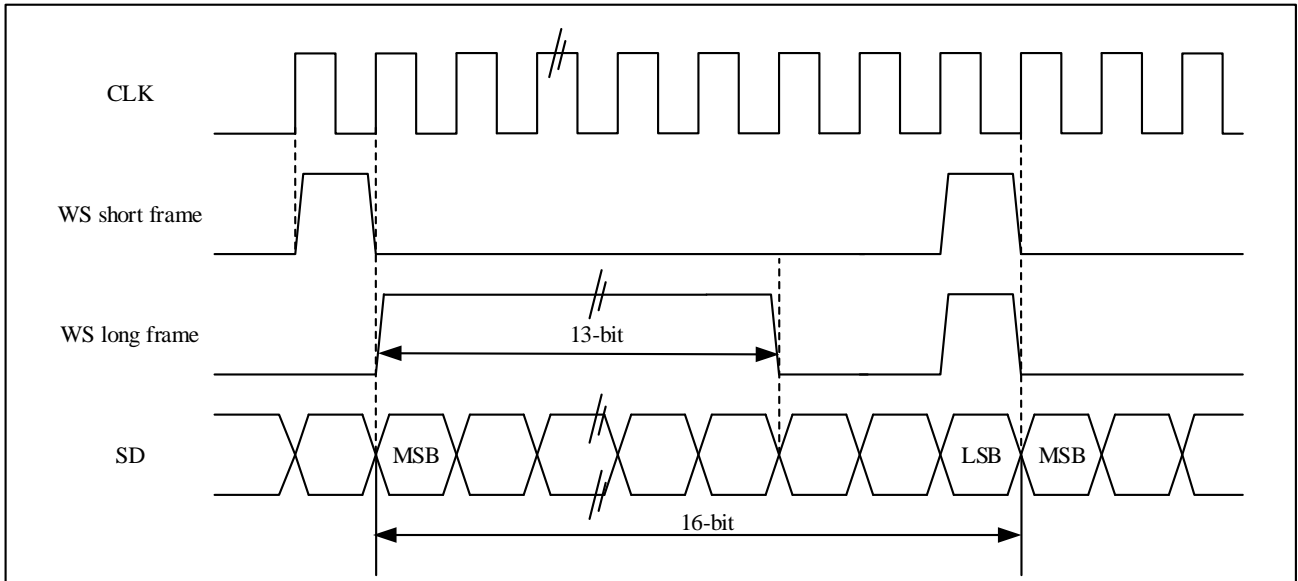 CLK
WS short frame
WS long frame
13-bit
SD
MSB
LSB
MSB
16-bit